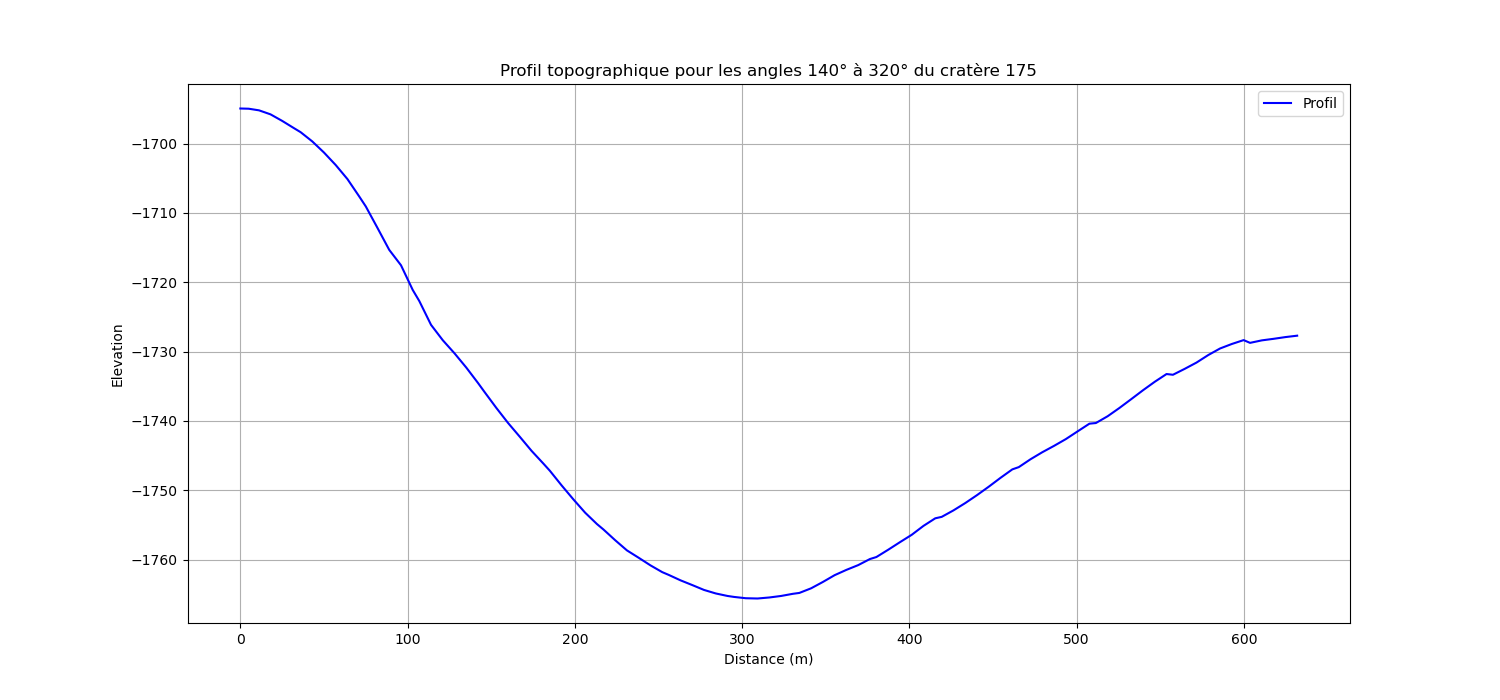 Profil topographique pour les angles 140° à 320° du cratère 175
Profil
−1700
−1710
−1720
−1730
−1740
−1750
−1760
Elevation
0 100 200 300 400 500 600
Distance (m)